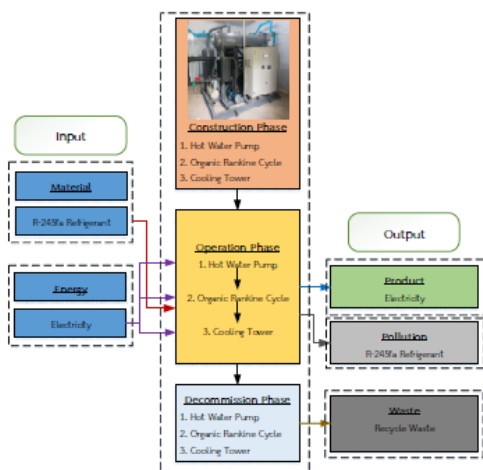 Construction Phase
1. Hot Water Pump
2. Organic Rankine Cycle
3. Cooling Tower
Input
Material
R-245fa Refrigerant
Energy
Electricity
Operation Phase
1. Hot Water Pump
2. Organic Rankine Cycle
3. Cooling Tower
Output
Product
Electricity
Pollution
R-245fa Refrigerant
Decommission Phase
1. Hot Water Pump
2. Organic Rankine Cycle
3. Cooling Tower
Waste
Recycle Waste